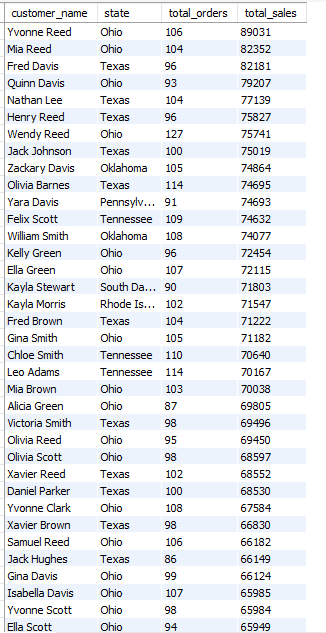 customer_name state total_orders total_sales
Yvonne Reed Ohio 106 89031
Mia Reed Ohio 104 82352
Fred Davis Texas 96 82181
Quinn Davis Ohio 93 79207
Nathan Lee Texas 104 77139
Henry Reed Texas 96 75827
Wendy Reed Ohio 127 75741
Jack Johnson Texas 100 75019
Zackary Davis Oklahoma 105 74864
Olivia Barnes Texas 114 74695
Yara Davis Pennsylv... 91 74693
Felix Scott Tennessee 109 74632
William Smith Oklahoma 108 74077
Kelly Green Ohio 96 72454
Ella Green Ohio 107 72115
Kayla Stewart South Da... 90 71803
Kayla Morris Rhode Is... 102 71547
Fred Brown Texas 104 71222
Gina Smith Ohio 105 71182
Chloe Smith Tennessee 110 70640
Leo Adams Tennessee 114 70167
Mia Brown Ohio 103 70038
Alicia Green Ohio 87 69805
Victoria Smith Texas 98 69496
Olivia Reed Ohio 95 69450
Olivia Scott Ohio 98 68597
Xavier Reed Texas 102 68552
Daniel Parker Texas 100 68530
Yvonne Clark Ohio 108 67584
Xavier Brown Texas 98 66830
Samuel Reed Ohio 106 66182
Jack Hughes Texas 86 66149
Gina Davis Ohio 99 66124
Isabella Davis Ohio 107 65985
Yvonne Scott Ohio 98 65984
Ella Scott Ohio 94 65949